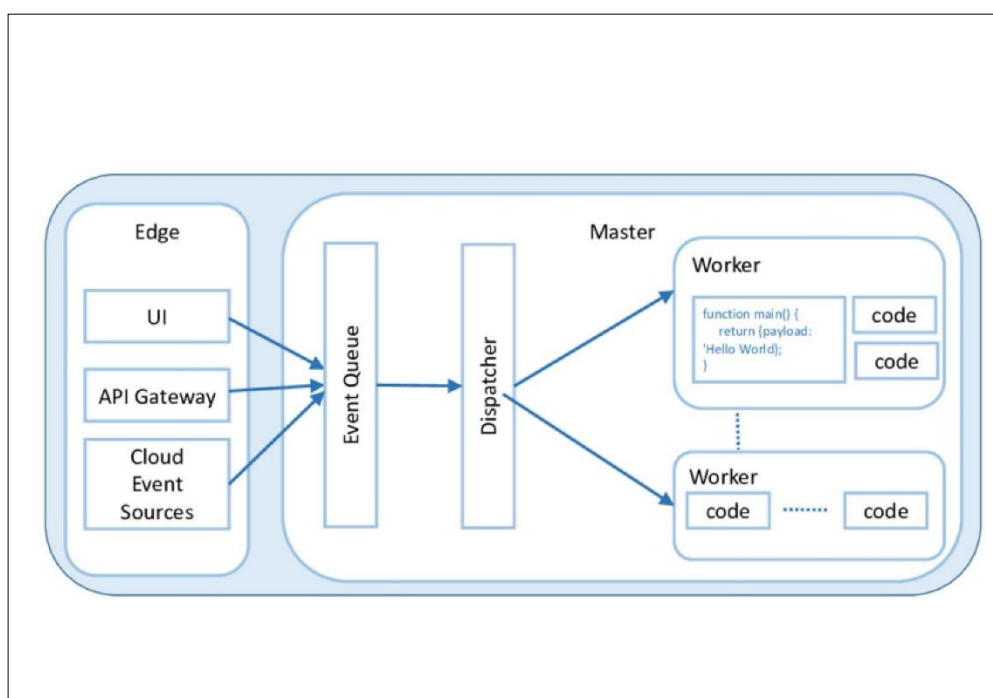 Edge
UI
API Gateway
Cloud
Event
Sources
Event Queue
Dispatcher
Master
Worker
function main() {
return {payload:
'Hello World};
}
code
code
Worker
code
code